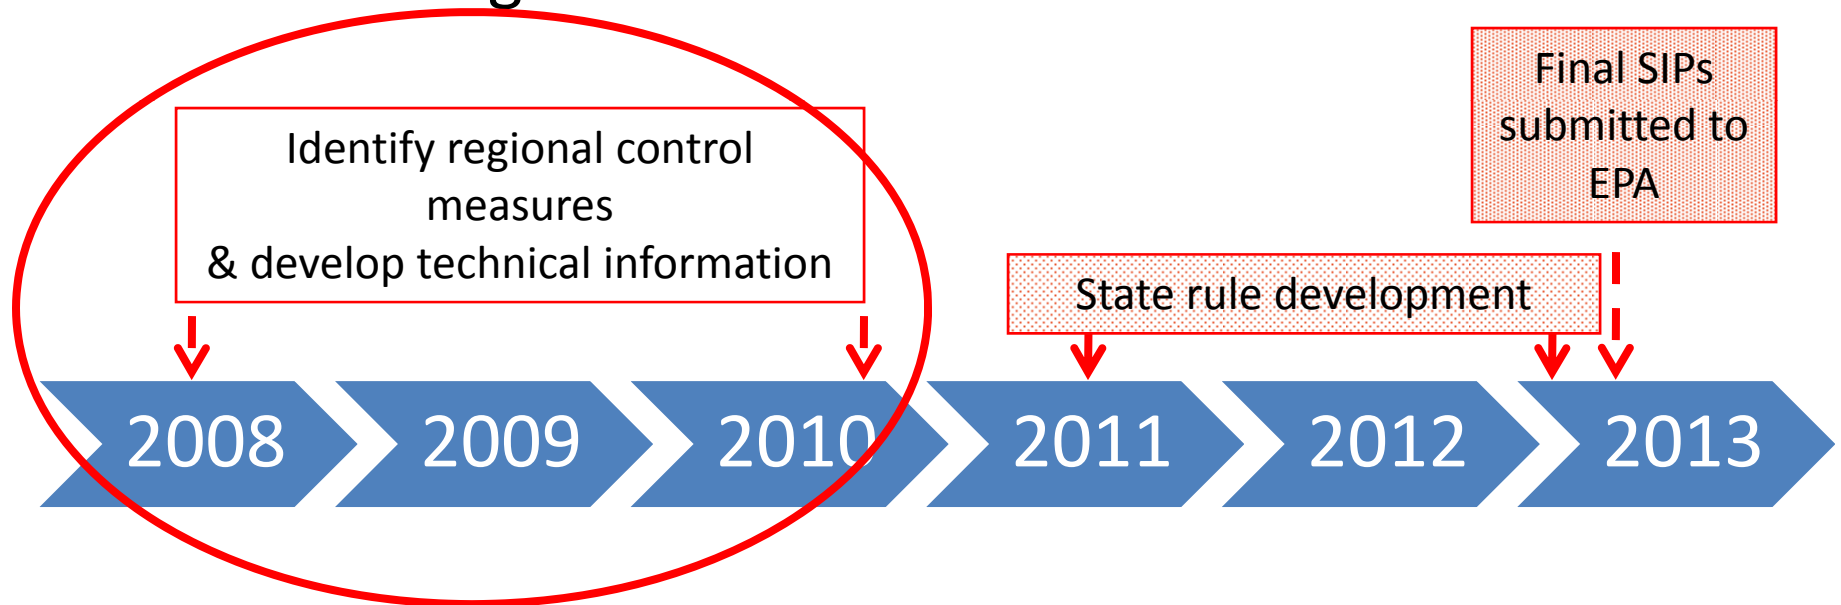 Final SIPs
submitted to
EPA
Identify regional control
measures
& develop technical information
State rule development
2008
2009
2010
2011
2012
2013